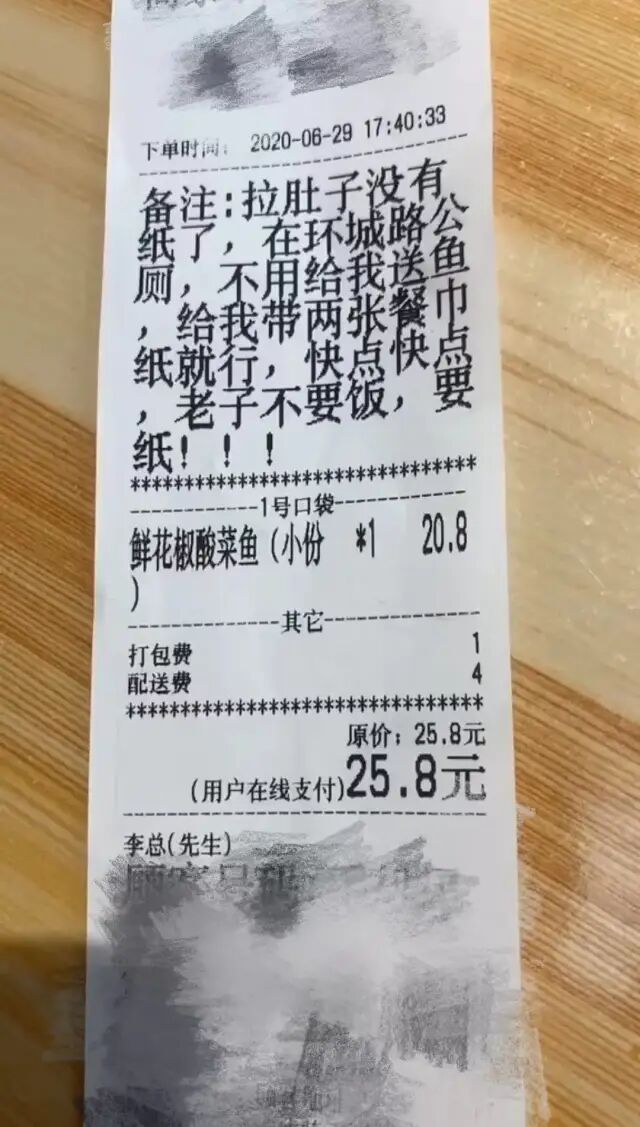 下单时间: 2020-06-29 17:40:33
备注:拉肚子没有
纸了,在环城路公
厕,不用给我送鱼
,给我带两张餐巾
纸就行,快点快点
,老子不要饭,要
纸!!!
********************************
------------1号口袋------------
鲜花椒酸菜鱼(小份 *1 20.8
)
--------------其它--------------
打包费 1
配送费 4
********************************
原价: 25.8元
(用户在线支付)25.8元
李总(先生)